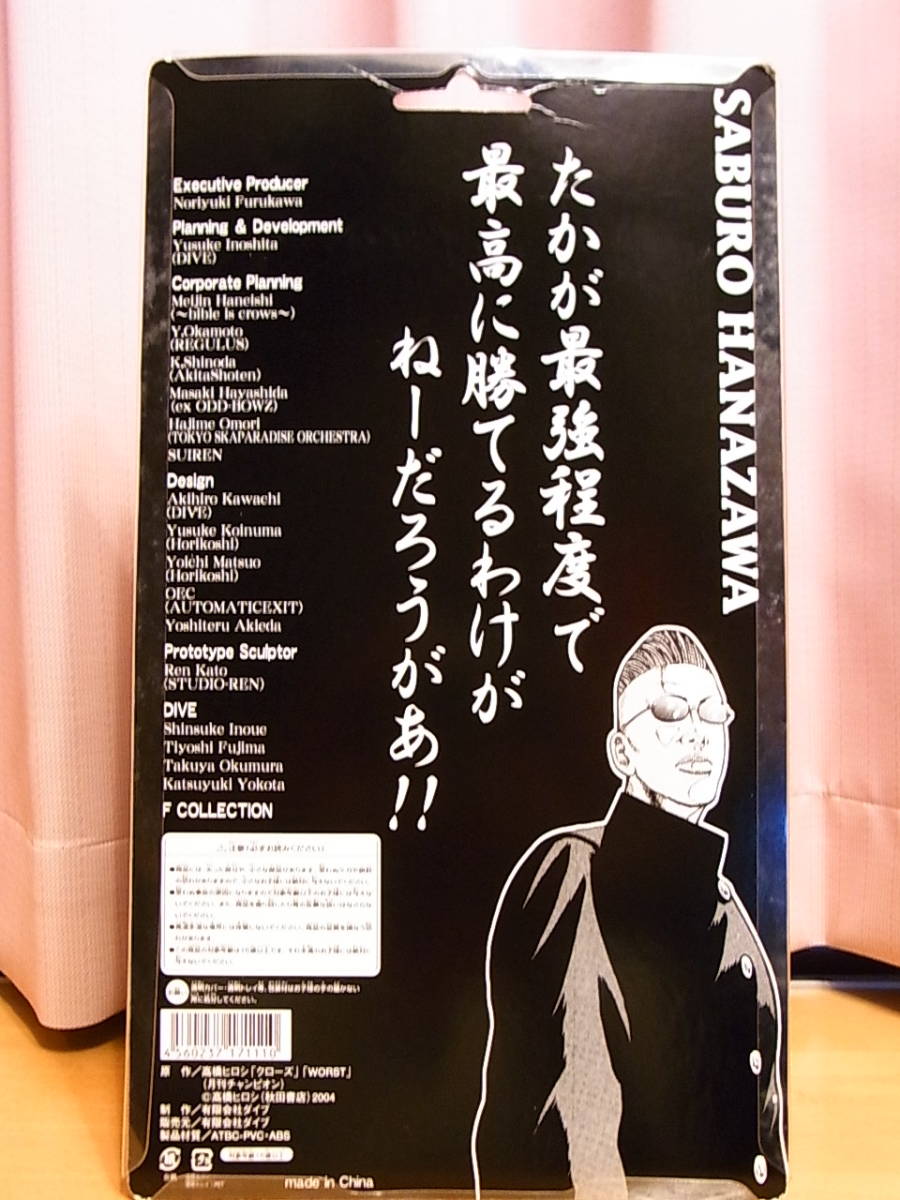 SABURO HANAZAWA
たかが最強程度で
最高に勝てるわけが
ねーだろうがあ!!
Executive Producer
Noriyuki Furukawa
Planning & Development
Yusuke Inoshita
(DIVE)
Corporate Planning
Meijin Haneishi
(～bible is crows～)
Y.Okamoto
(REGULUS)
K.Shinoda
(AkitaShoten)
Masaki Hayashida
(ex ODD-BOWZ)
Hajime Omori
(TOKYO SKAPARADISE ORCHESTRA)
SUIREN
Design
Akihiro Kawachi
(DIVE)
Yusuke Koinuma
(Horikoshi)
Yoichi Matsuo
(Horikoshi)
OEC
(AUTOMATICEXIT)
Yoshiteru Akieda
Prototype Sculptor
Ren Kato
(STUDIO-REN)
DIVE
Shinsuke Inoue
Tiyoshi Fujima
Takuya Okumura
Katsuyuki Yokota
F COLLECTION
4560237171110
原 作/高橋ヒロシ「クローズ」「WORST」
(月刊チャンピオン)
©高橋ヒロシ(秋田書店)2004
制 作/有限会社ダイブ
販売元/有限会社ダイブ
製品材質/ATBC-PVC・ABS
made in China